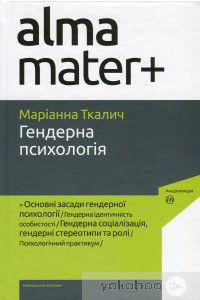 alma
mater+
Маріанна Ткалич
Гендерна
психологія
» Основні засади гендерної
психології / Гендерна ідентичність
особистості / Гендерна соціалізація,
гендерні стереотипи та ролі /
Психологічний практикум /
Академвидав
yakaboo